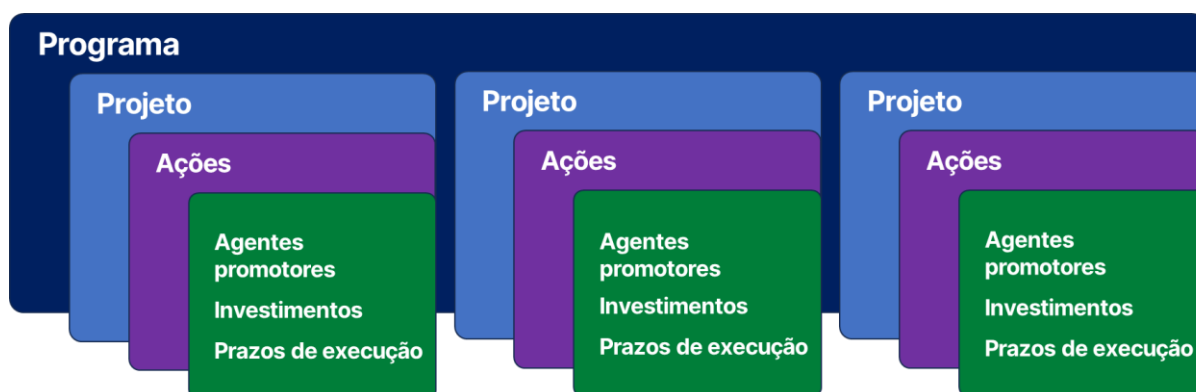 Programa
Projeto
Ações
Agentes
promotores
Investimentos
Prazos de execução
Projeto
Ações
Agentes
promotores
Investimentos
Prazos de execução
Projeto
Ações
Agentes
promotores
Investimentos
Prazos de execução